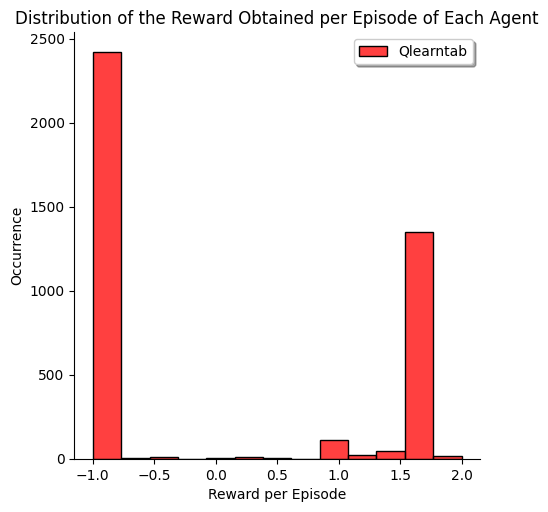 Distribution of the Reward Obtained per Episode of Each Agent
Qlearntab
2500
2000
1500
1000
500
0
Occurrence
−1.0 −0.5 0.0 0.5 1.0 1.5 2.0
Reward per Episode